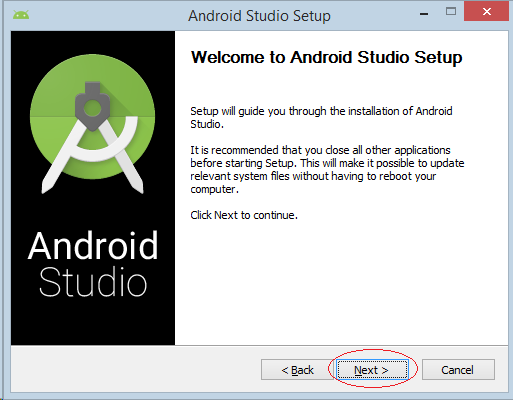 Android Studio Setup
Welcome to Android Studio Setup
Setup will guide you through the installation of Android
Studio.
It is recommended that you close all other applications
before starting Setup. This will make it possible to update
relevant system files without having to reboot your
computer.
Click Next to continue.
Android
Studio
< Back
Next >
Cancel